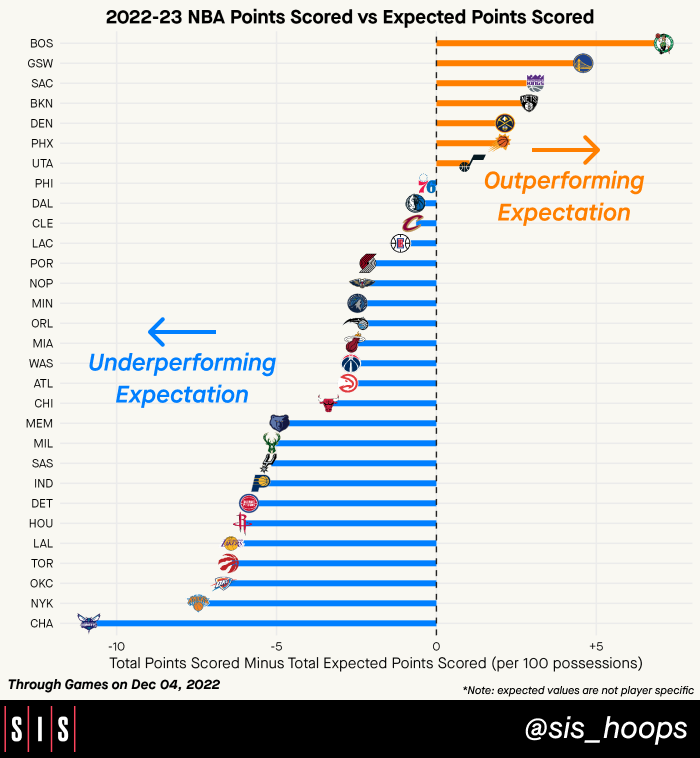 2022-23 NBA Points Scored vs Expected Points Scored
BOS
GSW
SAC
BKN
DEN
PHX
UTA
PHI
DAL
CLE
LAC
POR
NOP
MIN
ORL
MIA
WAS
ATL
CHI
MEM
MIL
SAS
IND
DET
HOU
LAL
TOR
OKC
NYK
CHA
KINGS
NETS
76
Outperforming
Expectation
Underperforming
Expectation
-10
-5
0
+5
Total Points Scored Minus Total Expected Points Scored (per 100 possessions)
Through Games on Dec 04, 2022
*Note: expected values are not player specific
SIS
@sis_hoops